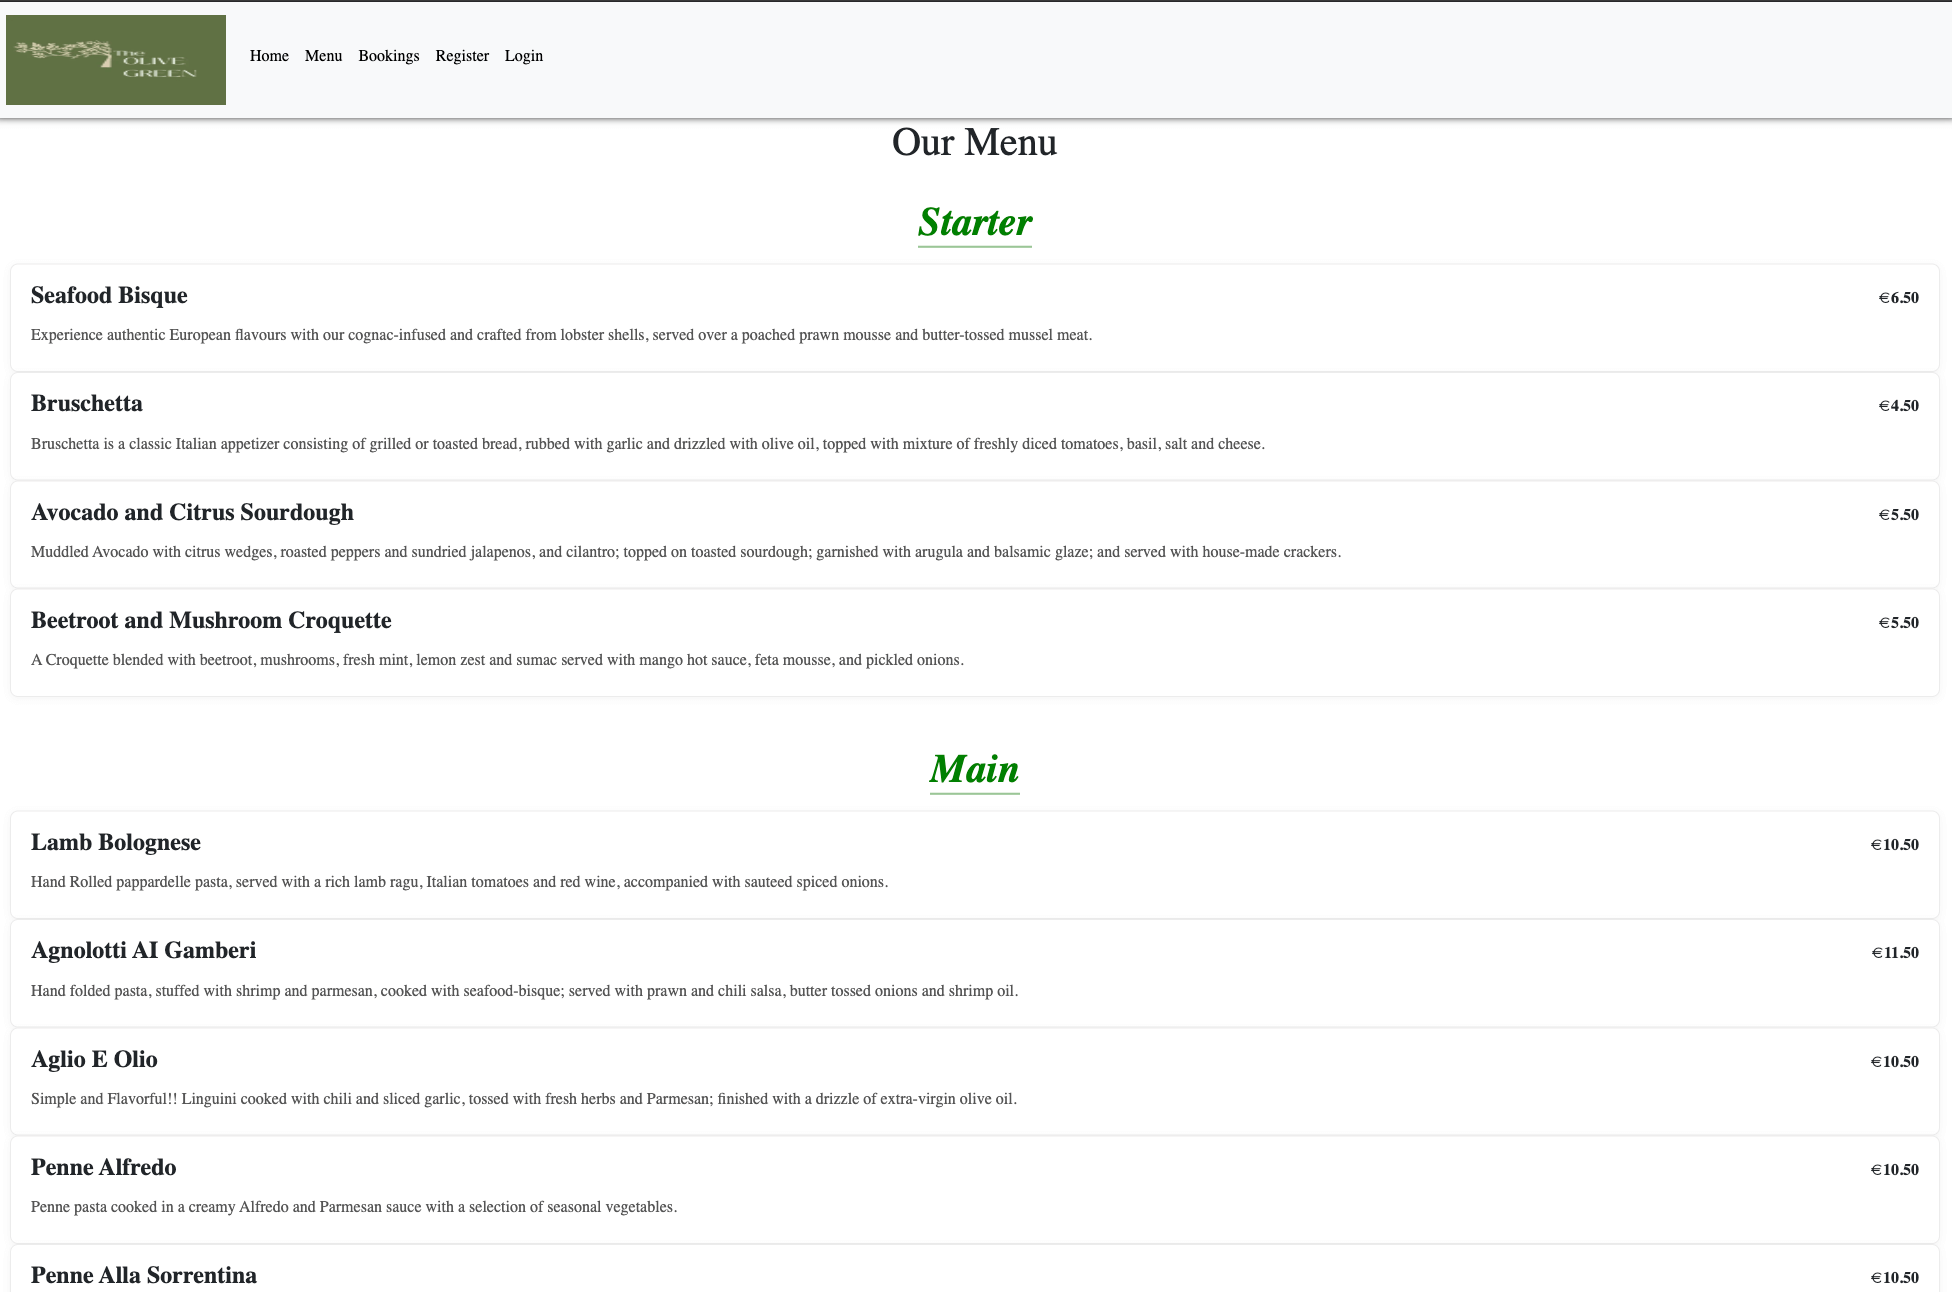 The
OLIVE
GREEN
Home Menu Bookings Register Login
Our Menu
Starter
Seafood Bisque €6.50
Experience authentic European flavours with our cognac-infused and crafted from lobster shells, served over a poached prawn mousse and butter-tossed mussel meat.
Bruschetta €4.50
Bruschetta is a classic Italian appetizer consisting of grilled or toasted bread, rubbed with garlic and drizzled with olive oil, topped with mixture of freshly diced tomatoes, basil, salt and cheese.
Avocado and Citrus Sourdough €5.50
Muddled Avocado with citrus wedges, roasted peppers and sundried jalapenos, and cilantro; topped on toasted sourdough; garnished with arugula and balsamic glaze; and served with house-made crackers.
Beetroot and Mushroom Croquette €5.50
A Croquette blended with beetroot, mushrooms, fresh mint, lemon zest and sumac served with mango hot sauce, feta mousse, and pickled onions.
Main
Lamb Bolognese €10.50
Hand Rolled pappardelle pasta, served with a rich lamb ragu, Italian tomatoes and red wine, accompanied with sauteed spiced onions.
Agnolotti AI Gamberi €11.50
Hand folded pasta, stuffed with shrimp and parmesan, cooked with seafood-bisque; served with prawn and chili salsa, butter tossed onions and shrimp oil.
Aglio E Olio €10.50
Simple and Flavorful!! Linguini cooked with chili and sliced garlic, tossed with fresh herbs and Parmesan; finished with a drizzle of extra-virgin olive oil.
Penne Alfredo €10.50
Penne pasta cooked in a creamy Alfredo and Parmesan sauce with a selection of seasonal vegetables.
Penne Alla Sorrentina €10.50